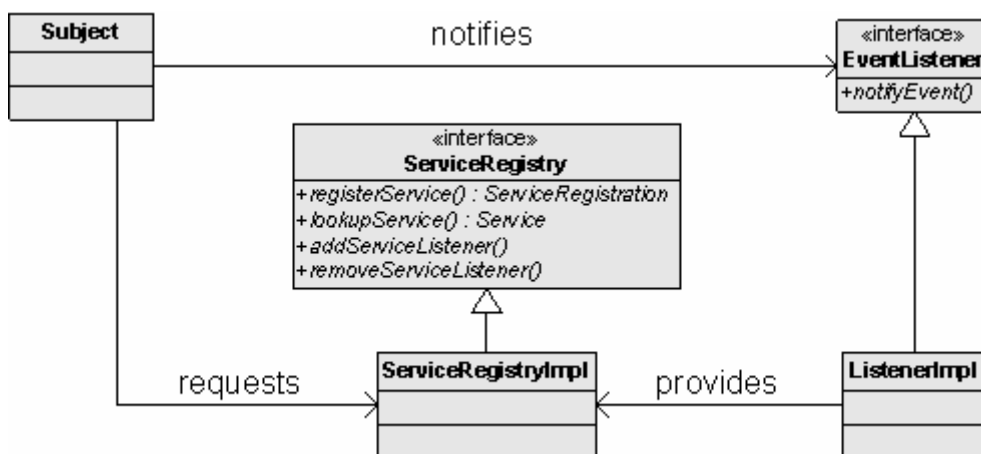 Subject
notifies
«interface»
EventListener
+notifyEvent()
«interface»
ServiceRegistry
+registerService() : ServiceRegistration
+lookupService() : Service
+addServiceListener()
+removeServiceListener()
requests
ServiceRegistryImpl
provides
ListenerImpl